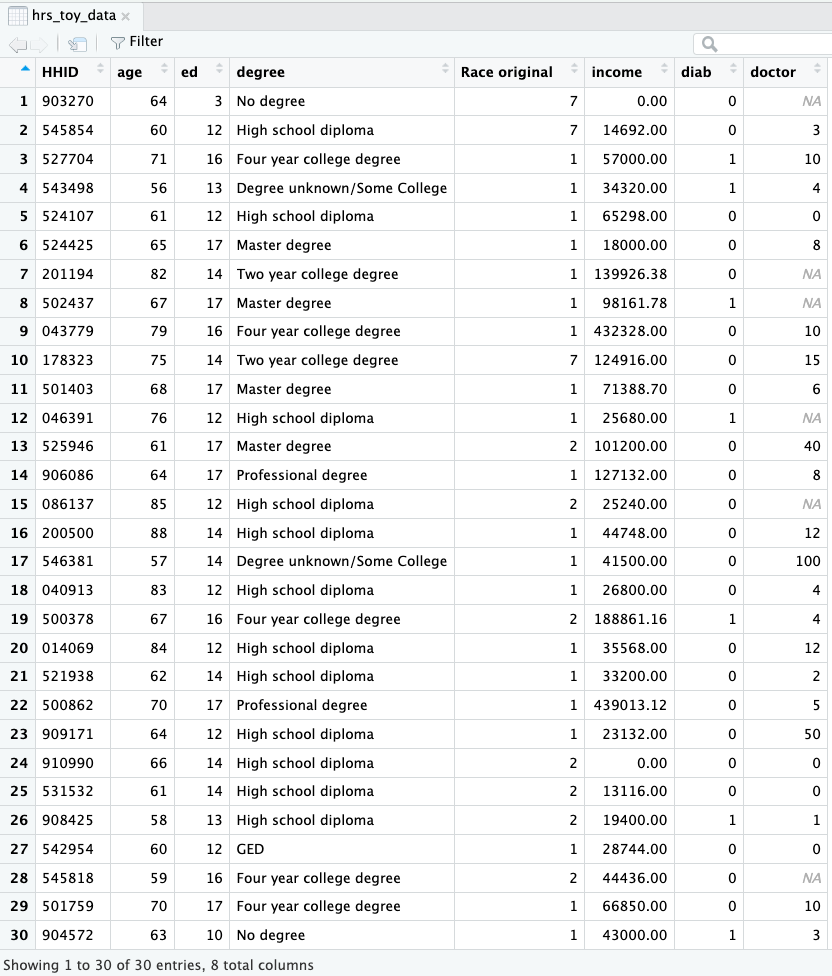 hrs_toy_data
Filter
HHID age ed degree Race original income diab doctor
1 903270 64 3 No degree 7 0.00 0 NA
2 545854 60 12 High school diploma 7 14692.00 0 3
3 527704 71 16 Four year college degree 1 57000.00 1 10
4 543498 56 13 Degree unknown/Some College 1 34320.00 1 4
5 524107 61 12 High school diploma 1 65298.00 0 0
6 524425 65 17 Master degree 1 18000.00 0 8
7 201194 82 14 Two year college degree 1 139926.38 0 NA
8 502437 67 17 Master degree 1 98161.78 1 NA
9 043779 79 16 Four year college degree 1 432328.00 0 10
10 178323 75 14 Two year college degree 7 124916.00 0 15
11 501403 68 17 Master degree 1 71388.70 0 6
12 046391 76 12 High school diploma 1 25680.00 1 NA
13 525946 61 17 Master degree 2 101200.00 0 40
14 906086 64 17 Professional degree 1 127132.00 0 8
15 086137 85 12 High school diploma 2 25240.00 0 NA
16 200500 88 14 High school diploma 1 44748.00 0 12
17 546381 57 14 Degree unknown/Some College 1 41500.00 0 100
18 040913 83 12 High school diploma 1 26800.00 0 4
19 500378 67 16 Four year college degree 2 188861.16 1 4
20 014069 84 12 High school diploma 1 35568.00 0 12
21 521938 62 14 High school diploma 1 33200.00 0 2
22 500862 70 17 Professional degree 1 439013.12 0 5
23 909171 64 12 High school diploma 1 23132.00 0 50
24 910990 66 14 High school diploma 2 0.00 0 0
25 531532 61 14 High school diploma 2 13116.00 0 0
26 908425 58 13 High school diploma 2 19400.00 1 1
27 542954 60 12 GED 1 28744.00 0 0
28 545818 59 16 Four year college degree 2 44436.00 0 NA
29 501759 70 17 Four year college degree 1 66850.00 0 10
30 904572 63 10 No degree 1 43000.00 1 3
Showing 1 to 30 of 30 entries, 8 total columns